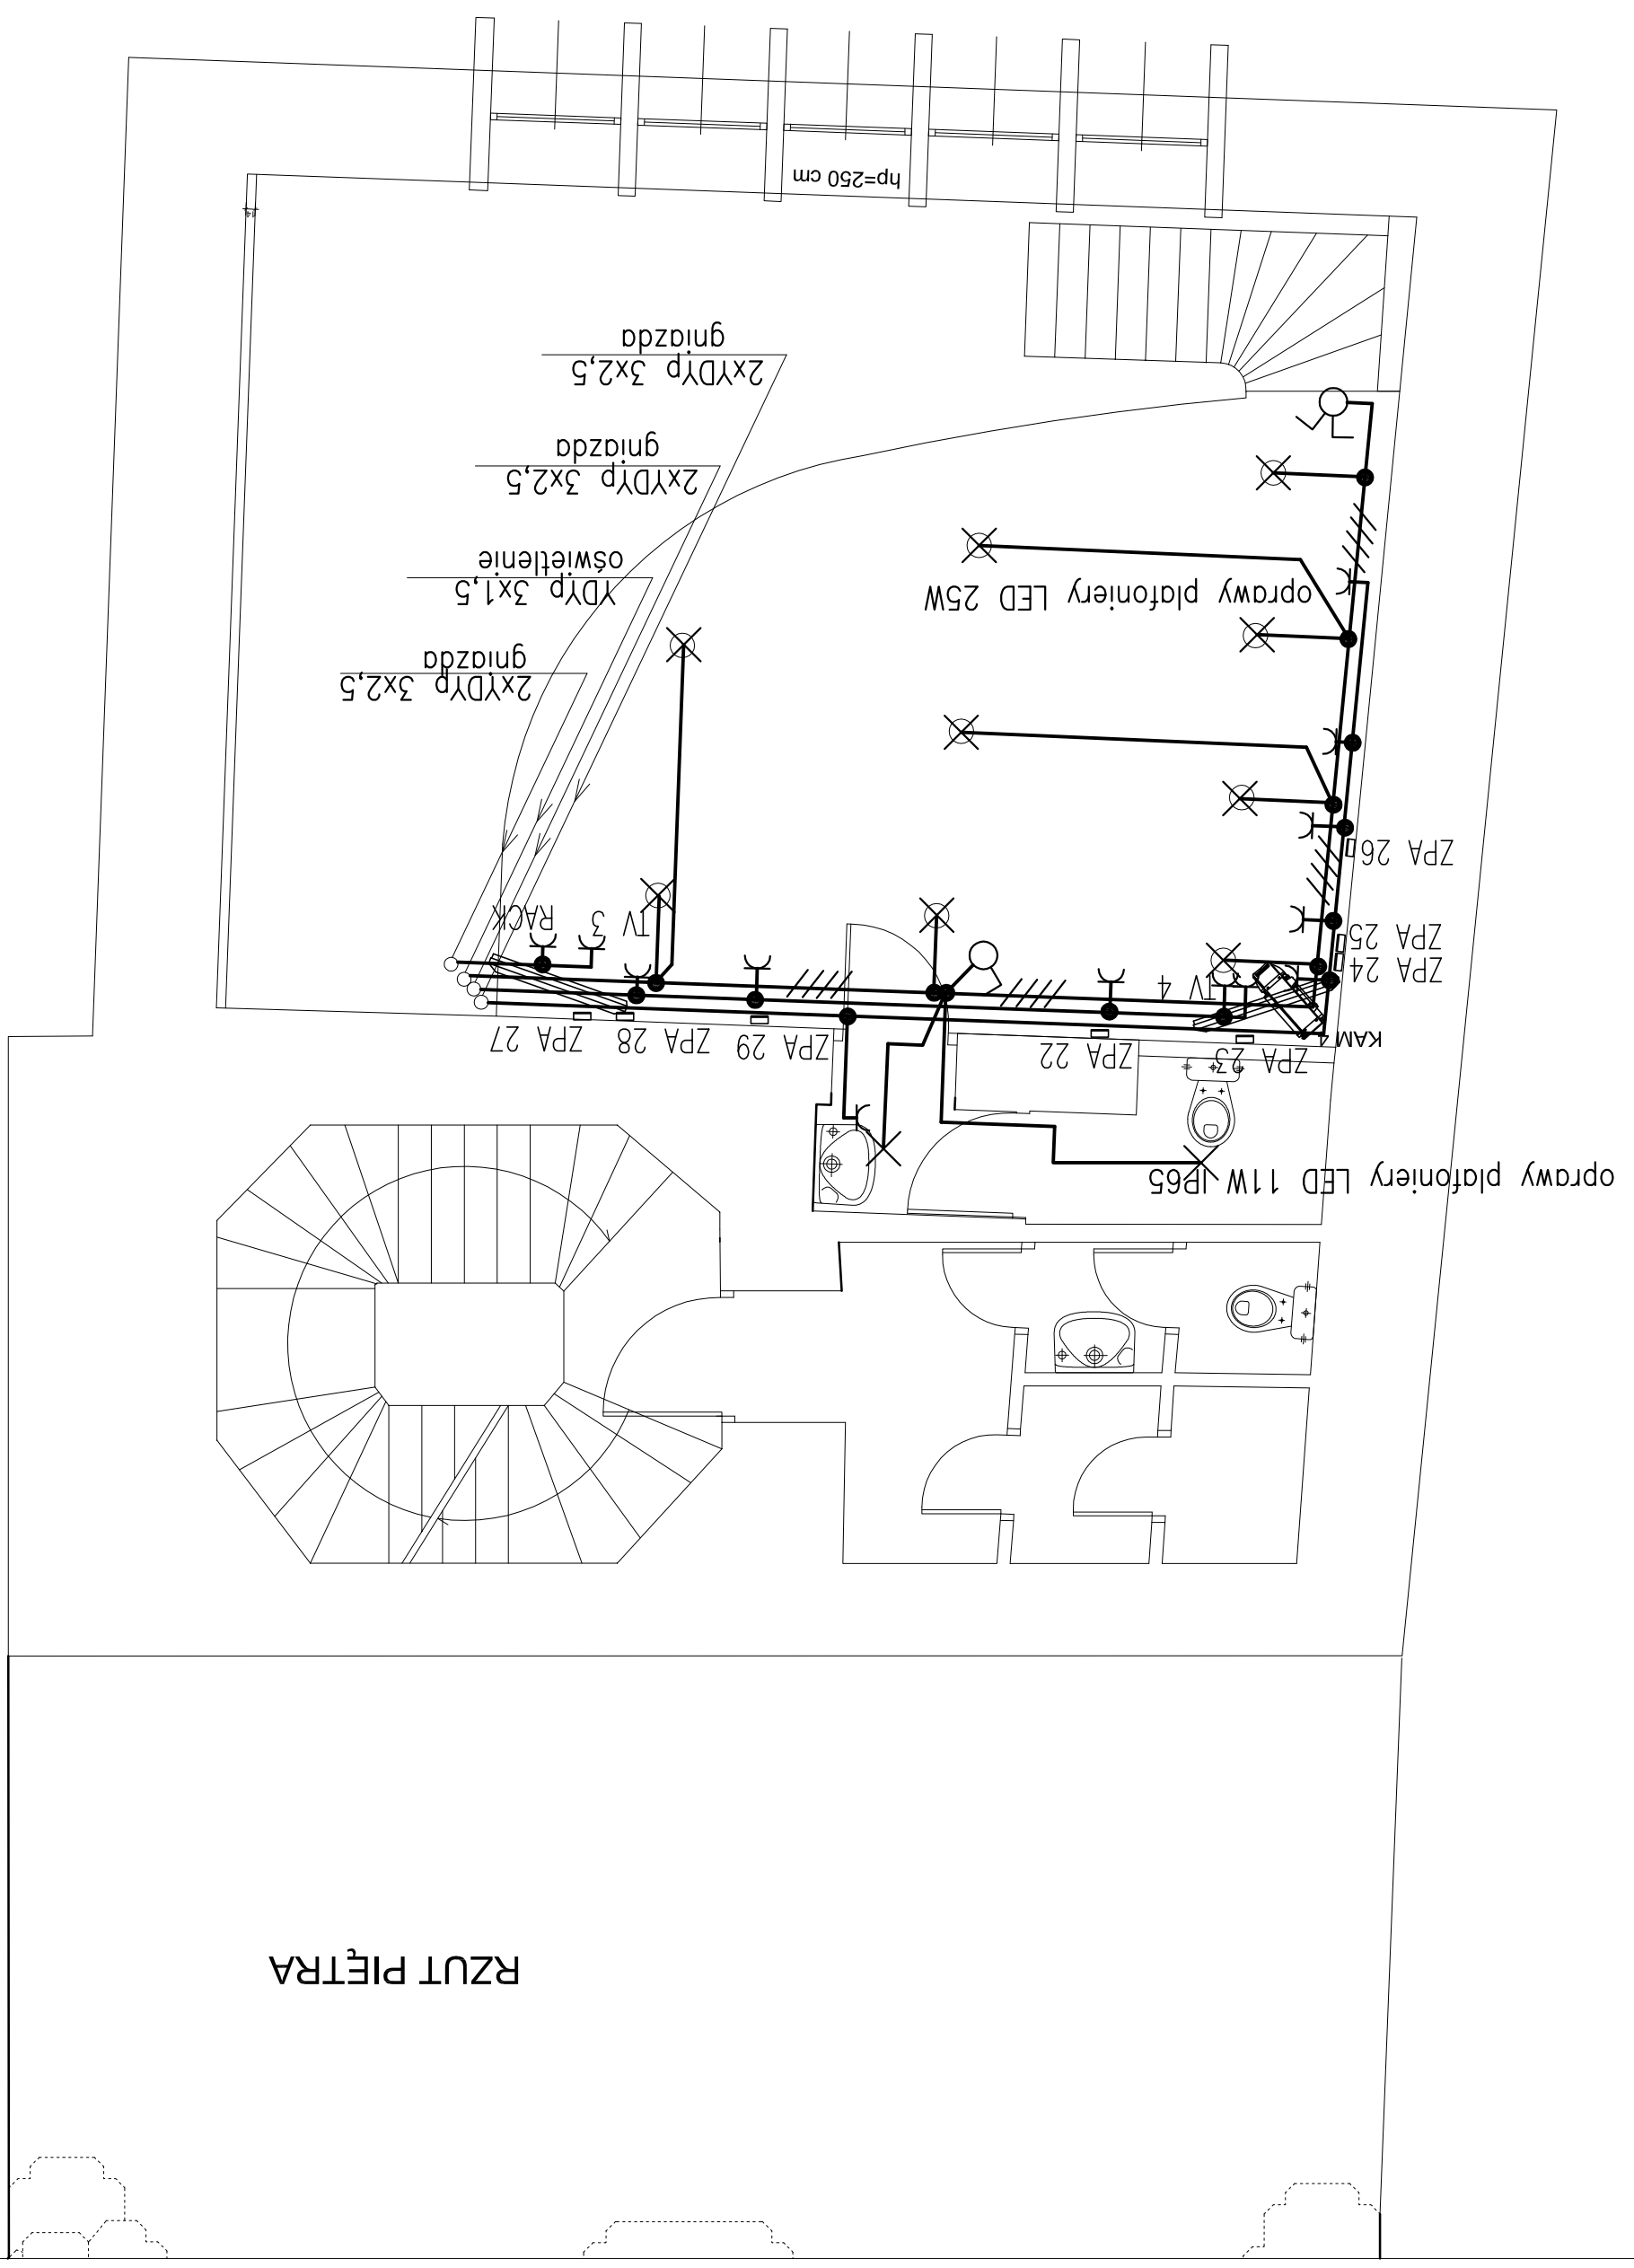 RZUT PIĘTRA
oprawy plafoniery LED 11W IP65
ZPA 23
ZPA 22
ZPA 29
ZPA 28
ZPA 27
KAM 4
ZPA 24
ZPA 25
TV 4
TV 3
RACK
ZPA 26
2xYDYp 3x2,5
gniazda
oprawy plafoniery LED 25W
YDYp 3x1,5
oświetlenie
2xYDYp 3x2,5
gniazda
2xYDYp 3x2,5
gniazda
hp=250 cm